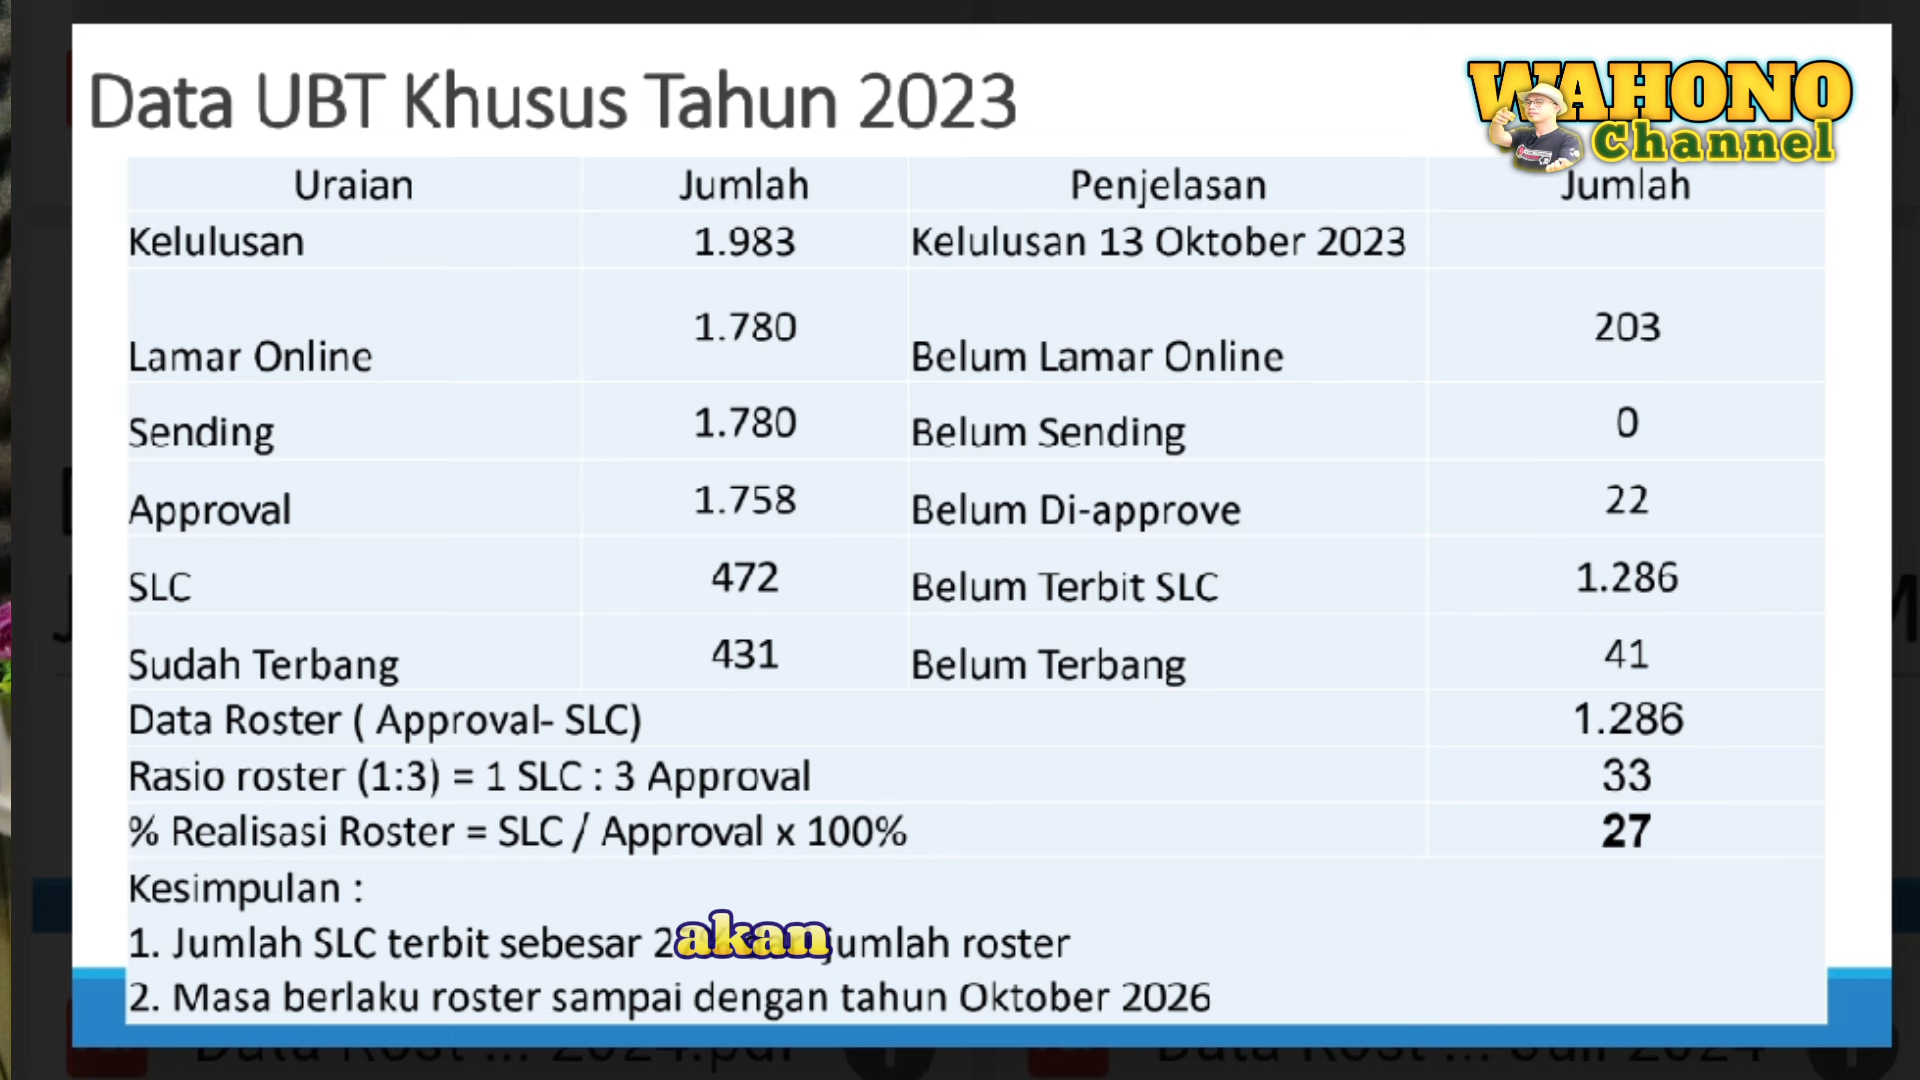 Data UBT Khusus Tahun 2023
WAHONO
Channel
Uraian Jumlah Penjelasan Jumlah
Kelulusan 1.983 Kelulusan 13 Oktober 2023
Lamar Online 1.780 Belum Lamar Online 203
Sending 1.780 Belum Sending 0
Approval 1.758 Belum Di-approve 22
SLC 472 Belum Terbit SLC 1.286
Sudah Terbang 431 Belum Terbang 41
Data Roster ( Approval- SLC) 1.286
Rasio roster (1:3) = 1 SLC : 3 Approval 33
% Realisasi Roster = SLC / Approval x 100% 27
Kesimpulan :
1. Jumlah SLC terbit sebesar jumlah roster
akan
2. Masa berlaku roster sampai dengan tahun Oktober 2026